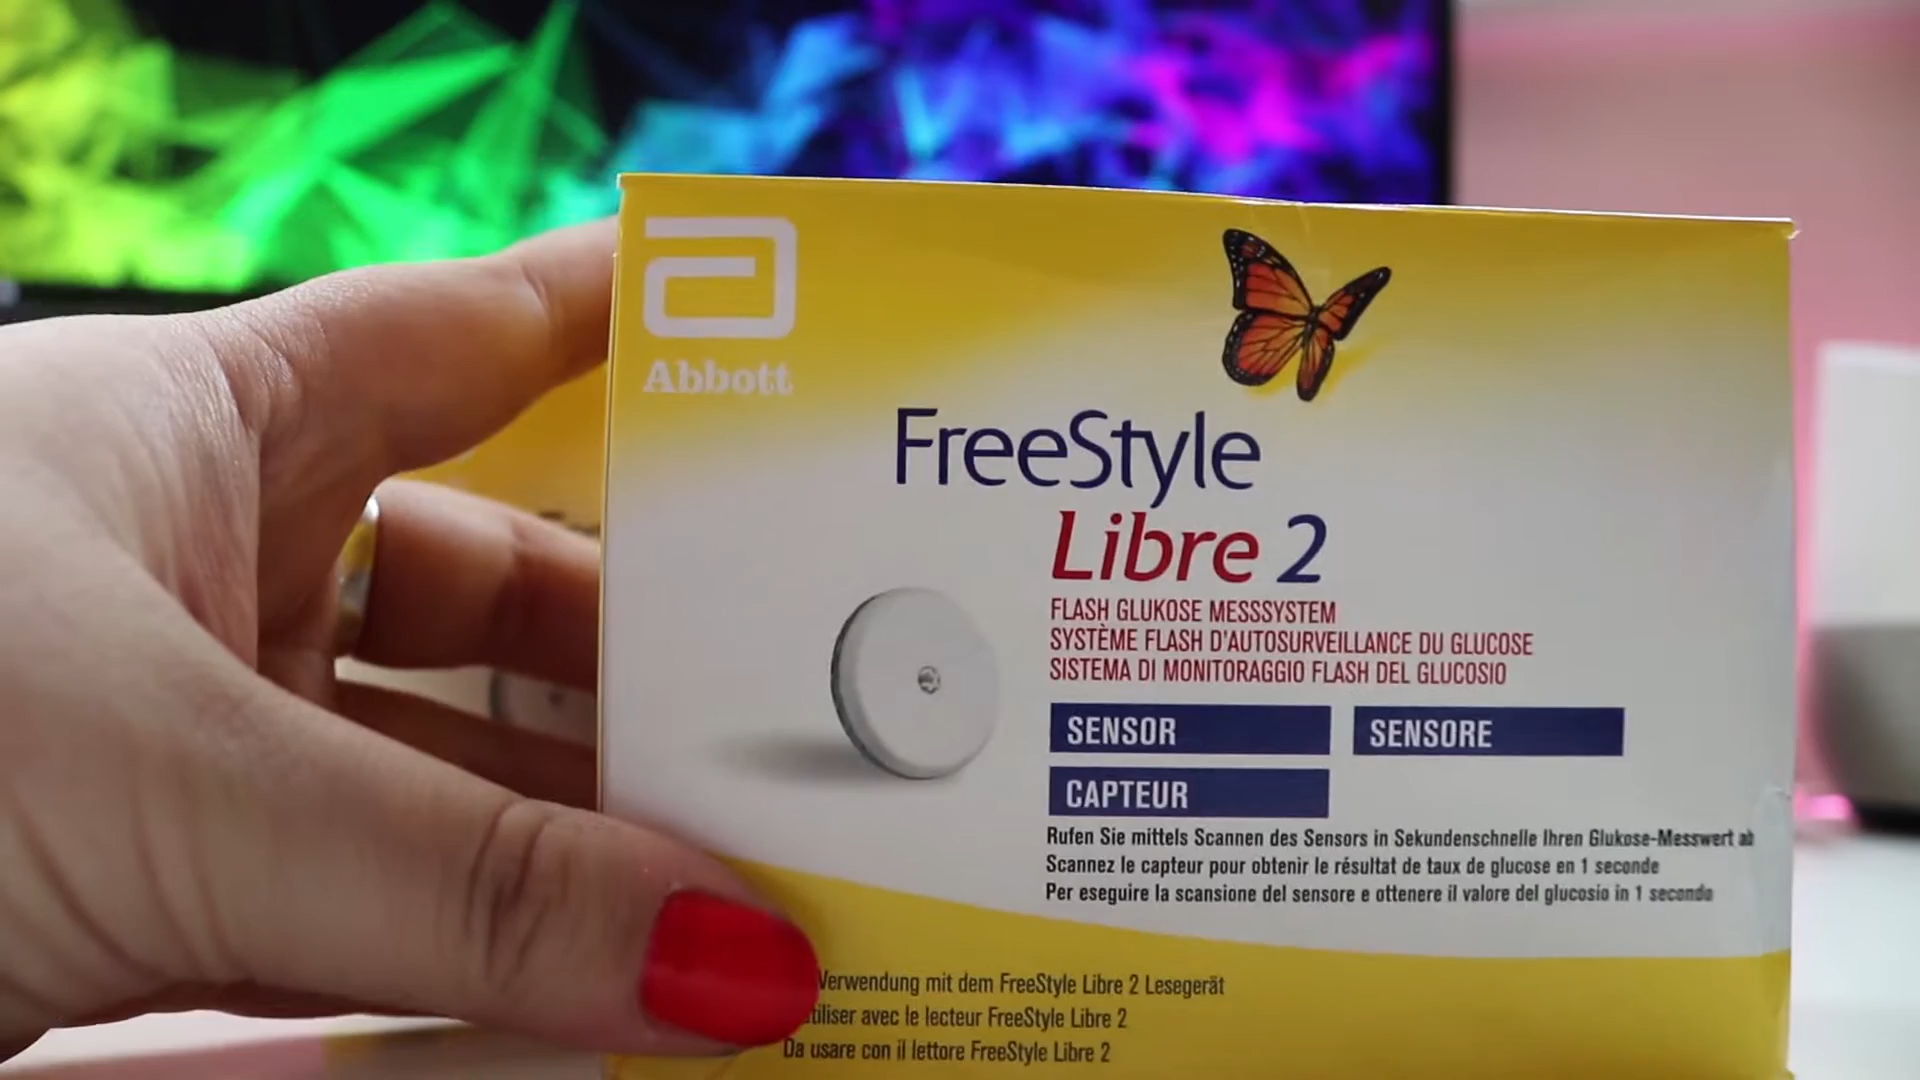 Abbott
FreeStyle
Libre 2
FLASH GLUKOSE MESSSYSTEM
SYSTÈME FLASH D'AUTOSURVEILLANCE DU GLUCOSE
SISTEMA DI MONITORAGGIO FLASH DEL GLUCOSIO
SENSOR SENSORE
CAPTEUR
Rufen Sie mittels Scannen des Sensors in Sekundenschnelle Ihren Glukose-Messwert ab
Scannez le capteur pour obtenir le résultat de taux de glucose en 1 seconde
Per eseguire la scansione del sensore e ottenere il valore del glucosio in 1 secondo
Verwendung mit dem FreeStyle Libre 2 Lesegerät
avec le lecteur FreeStyle Libre 2
Da usare con il lettore FreeStyle Libre 2